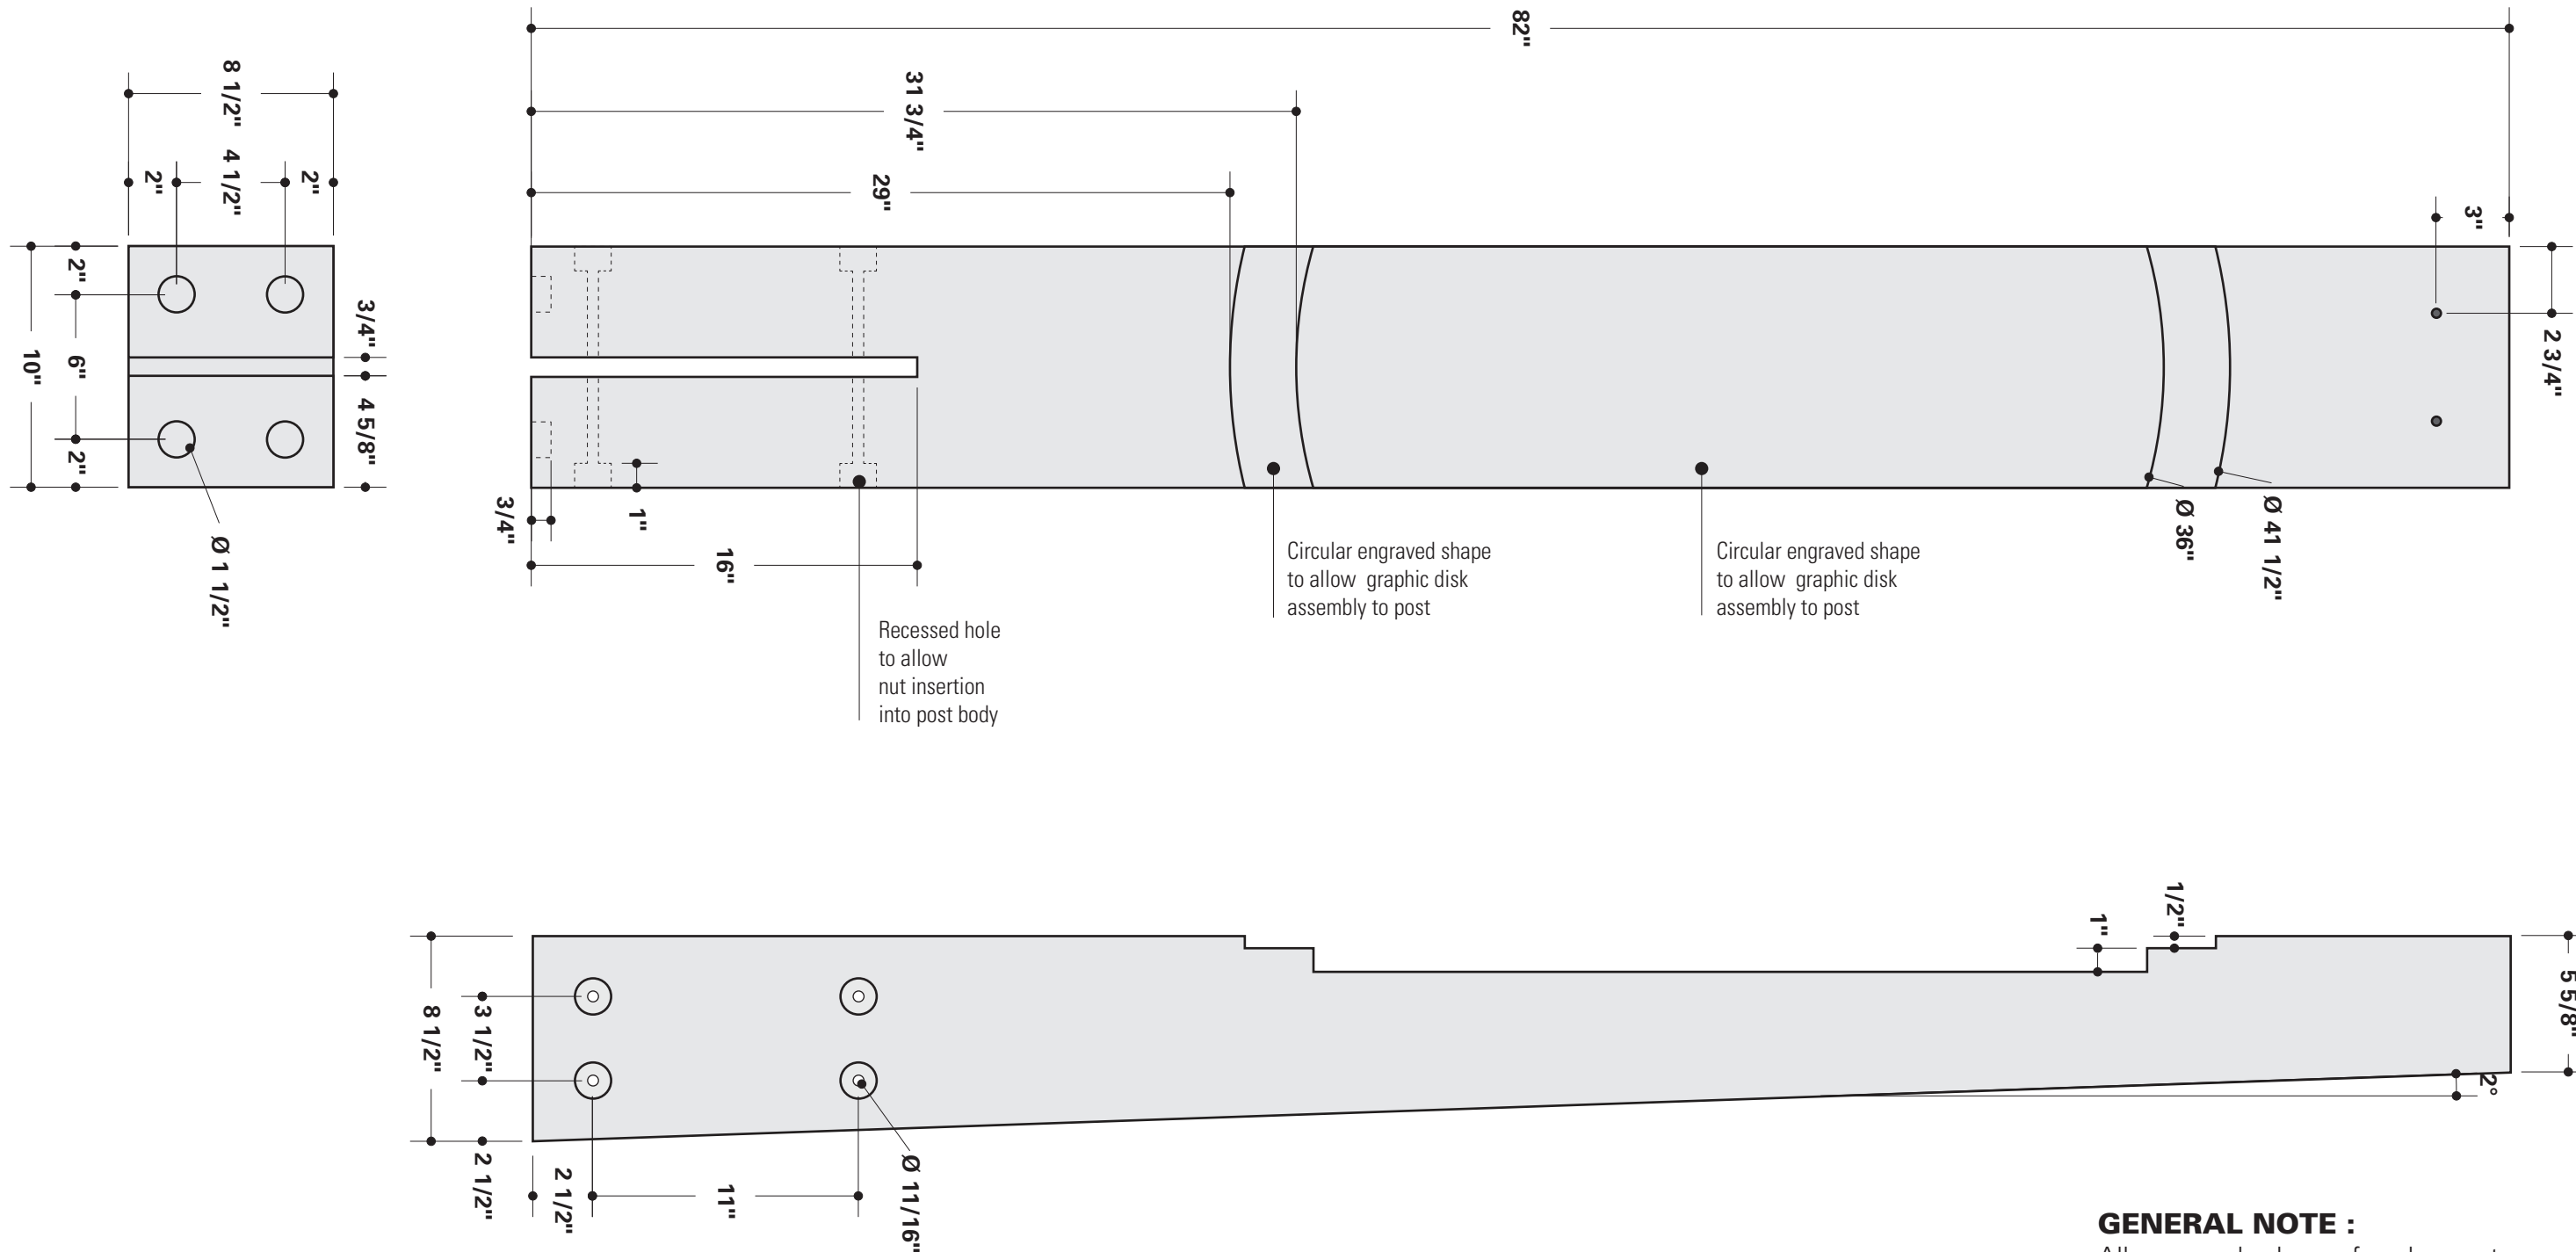 82"
31 3/4"
29"
3"
2 3/4"
8 1/2"
2"
4 1/2"
2"
2"
6"
2"
10"
3/4"
4 5/8"
Ø 1 1/2"
3/4"
1"
16"
Recessed hole
to allow
nut insertion
into post body
Circular engraved shape
to allow graphic disk
assembly to post
Circular engraved shape
to allow graphic disk
assembly to post
Ø 36"
Ø 41 1/2"
1"
1/2"
5 5/8"
2°
8 1/2"
3 1/2"
2 1/2"
2 1/2"
11"
Ø 11/16"
GENERAL NOTE :